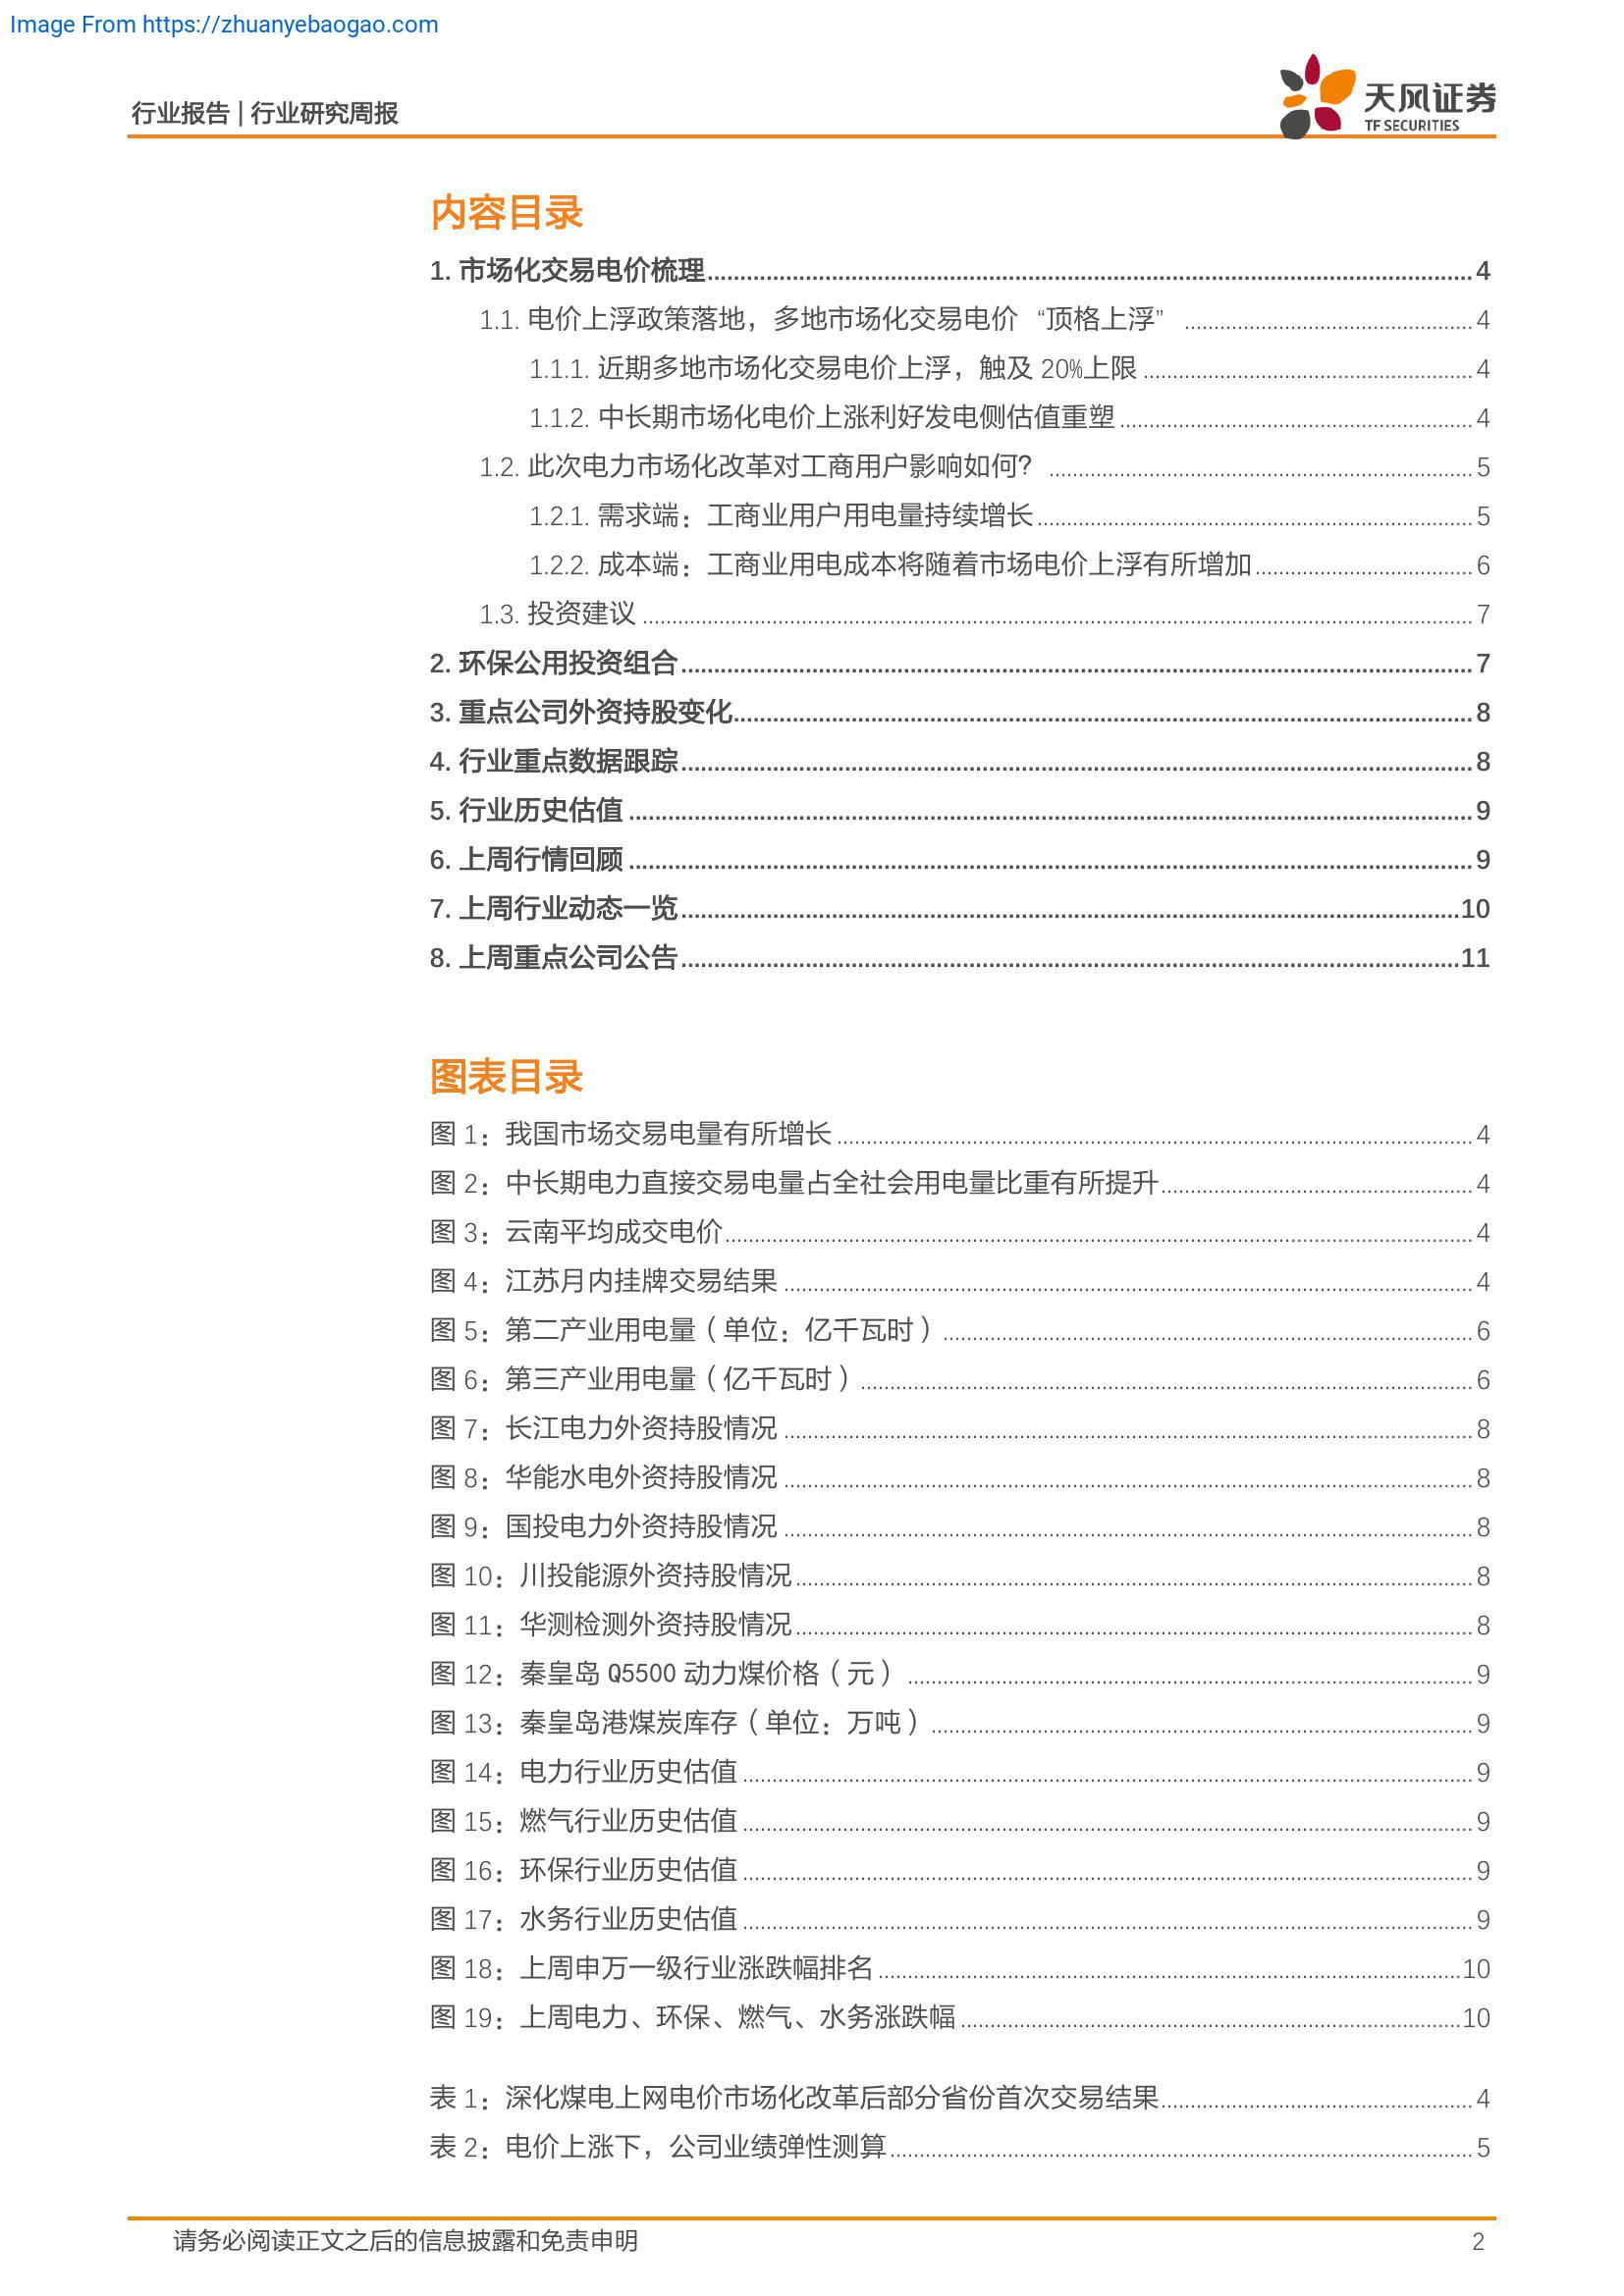 Image From https://zhuanyebaogao.com
行业报告 | 行业研究周报
天风证券
TF SECURITIES
内容目录
1. 市场化交易电价梳理 4
1.1. 电价上浮政策落地，多地市场化交易电价 “顶格上浮” 4
1.1.1. 近期多地市场化交易电价上浮，触及 20%上限 4
1.1.2. 中长期市场化电价上涨利好发电侧估值重塑 4
1.2. 此次电力市场化改革对工商用户影响如何？ 5
1.2.1. 需求端：工商业用户用电量持续增长 5
1.2.2. 成本端：工商业用电成本将随着市场电价上浮有所增加 6
1.3. 投资建议 7
2. 环保公用投资组合 7
3. 重点公司外资持股变化 8
4. 行业重点数据跟踪 8
5. 行业历史估值 9
6. 上周行情回顾 9
7. 上周行业动态一览 10
8. 上周重点公司公告 11
图表目录
图 1：我国市场交易电量有所增长 4
图 2：中长期电力直接交易电量占全社会用电量比重有所提升 4
图 3：云南平均成交电价 4
图 4：江苏月内挂牌交易结果 4
图 5：第二产业用电量（单位：亿千瓦时） 6
图 6：第三产业用电量（亿千瓦时） 6
图 7：长江电力外资持股情况 8
图 8：华能水电外资持股情况 8
图 9：国投电力外资持股情况 8
图 10：川投能源外资持股情况 8
图 11：华测检测外资持股情况 8
图 12：秦皇岛 Q5500 动力煤价格（元） 9
图 13：秦皇岛港煤炭库存（单位：万吨） 9
图 14：电力行业历史估值 9
图 15：燃气行业历史估值 9
图 16：环保行业历史估值 9
图 17：水务行业历史估值 9
图 18：上周申万一级行业涨跌幅排名 10
图 19：上周电力、环保、燃气、水务涨跌幅 10
表 1：深化煤电上网电价市场化改革后部分省份首次交易结果 4
表 2：电价上涨下，公司业绩弹性测算 5
请务必阅读正文之后的信息披露和免责申明 2